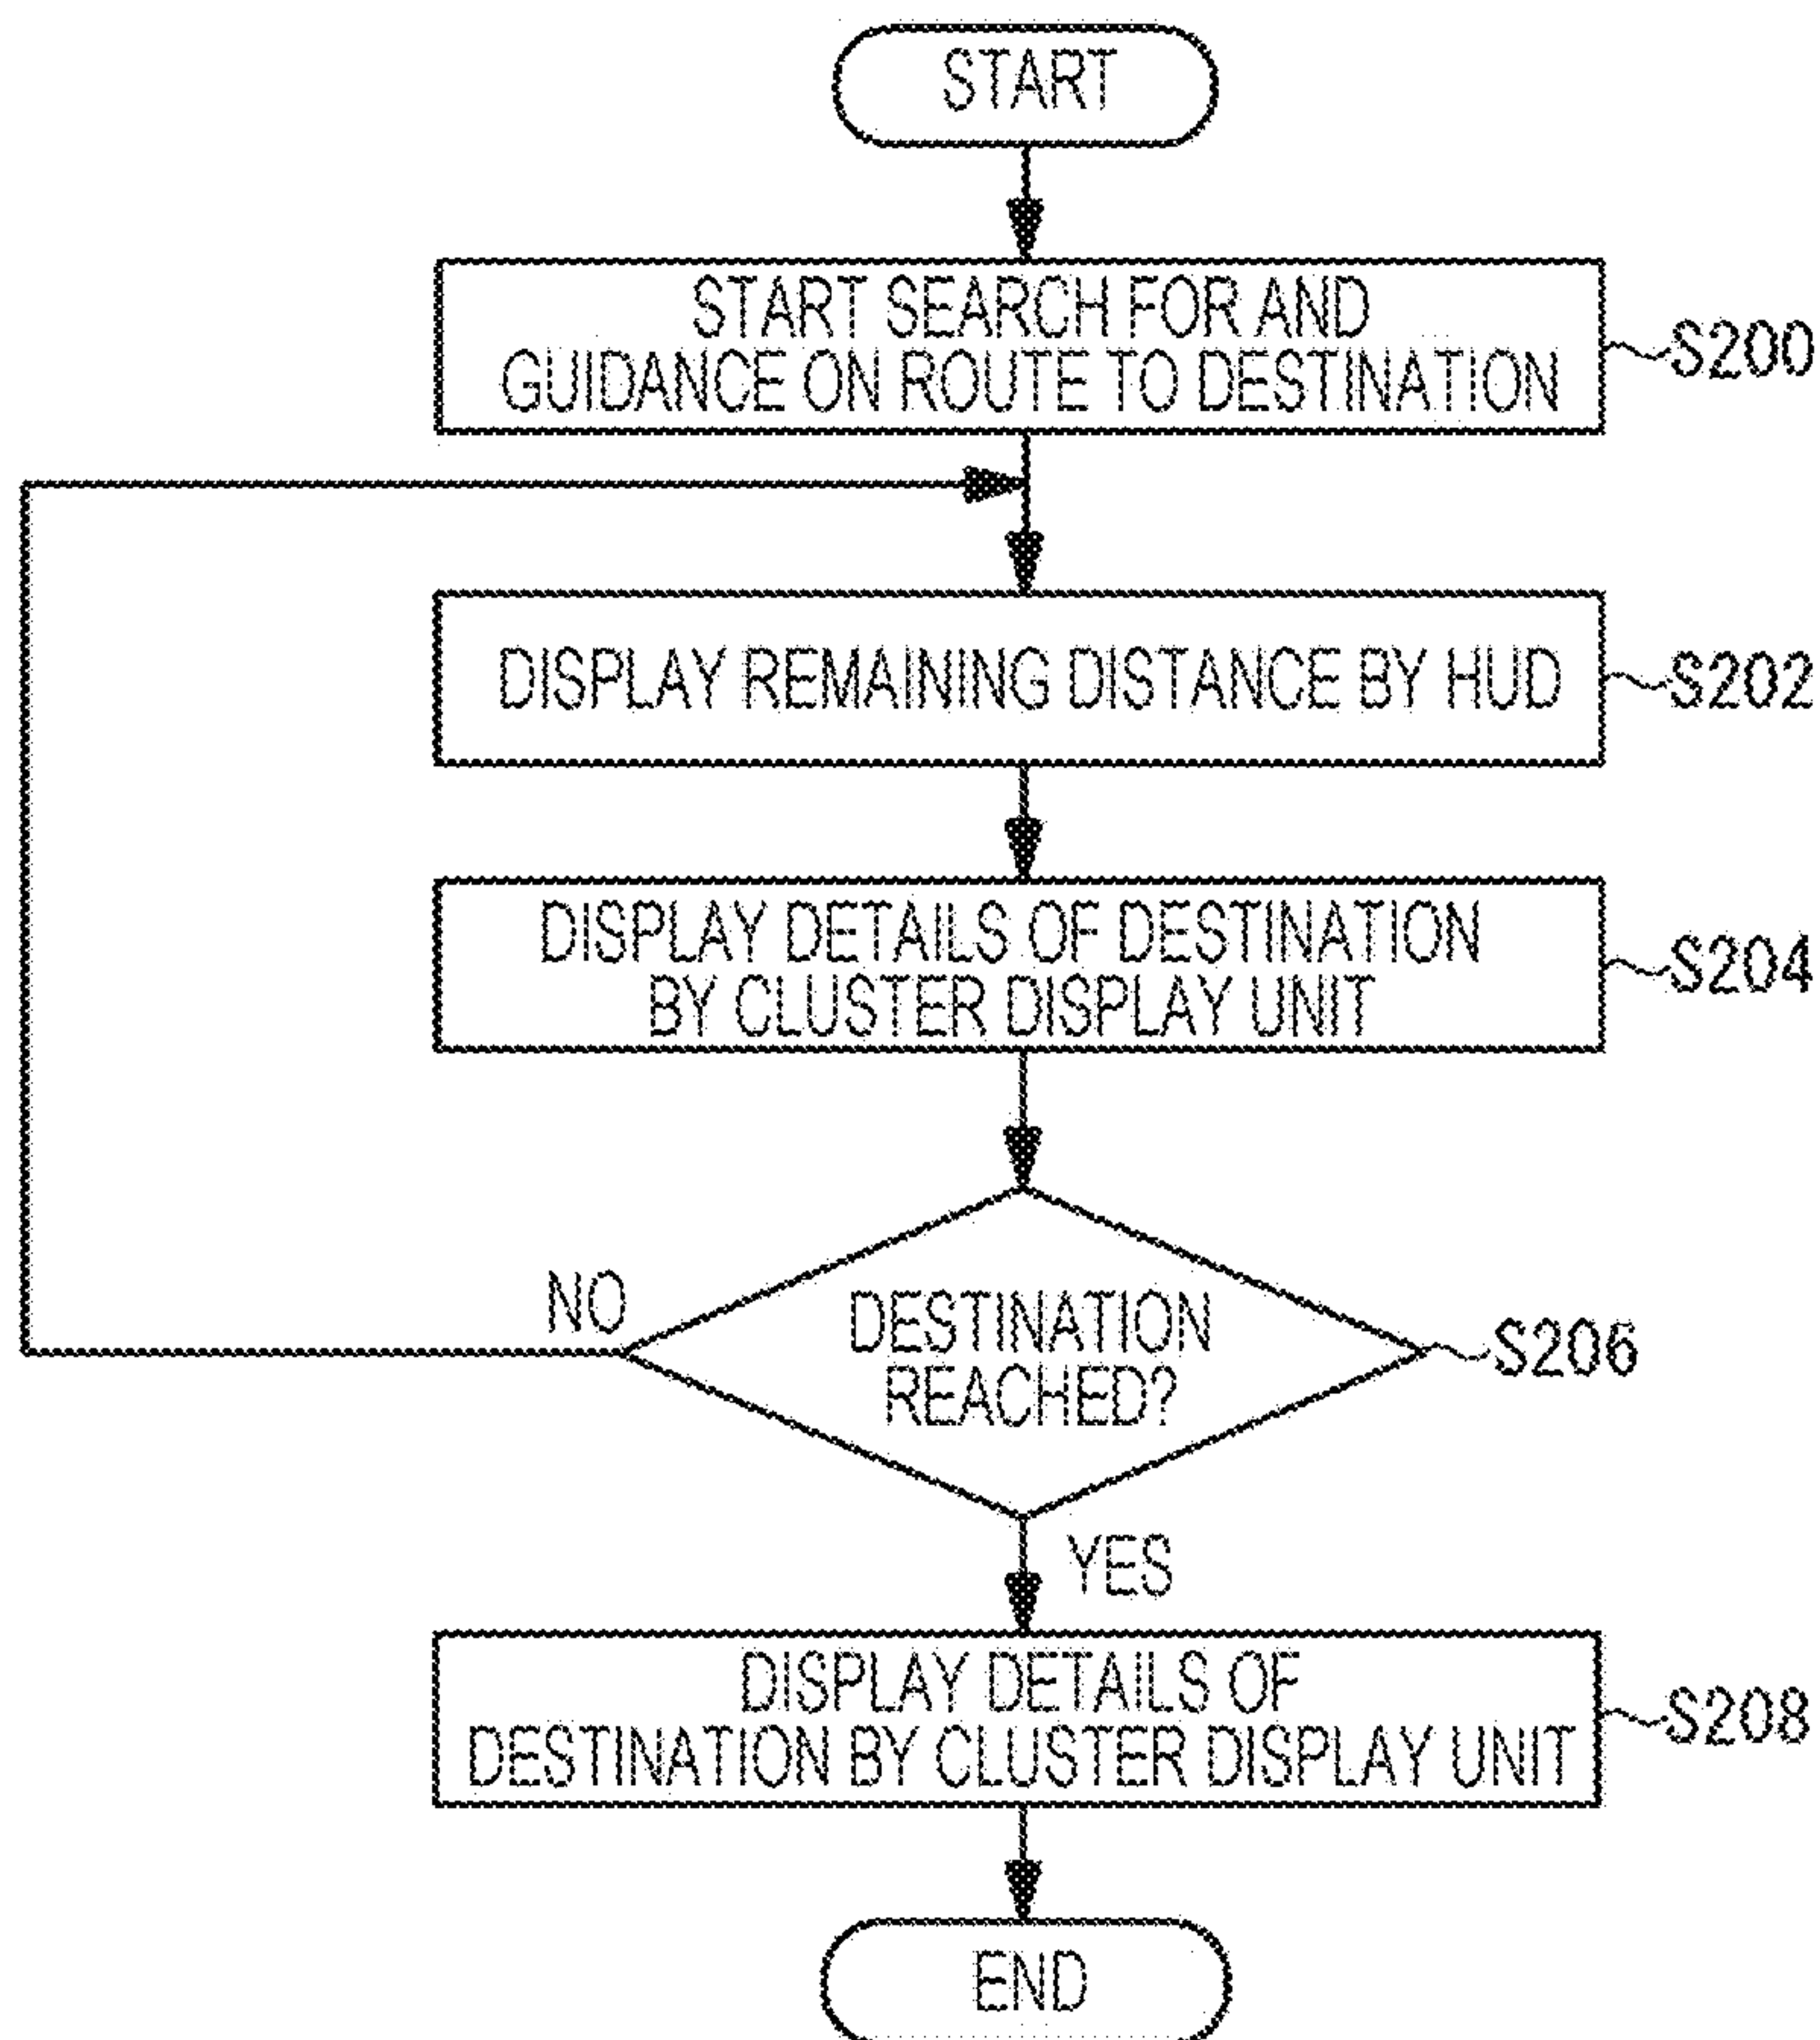 START
START SEARCH FOR AND
GUIDANCE ON ROUTE TO DESTINATION
S200
DISPLAY REMAINING DISTANCE BY HUD
S202
DISPLAY DETAILS OF DESTINATION
BY CLUSTER DISPLAY UNIT
S204
NO
DESTINATION
REACHED?
S206
YES
DISPLAY DETAILS OF
DESTINATION BY CLUSTER DISPLAY UNIT
S208
END